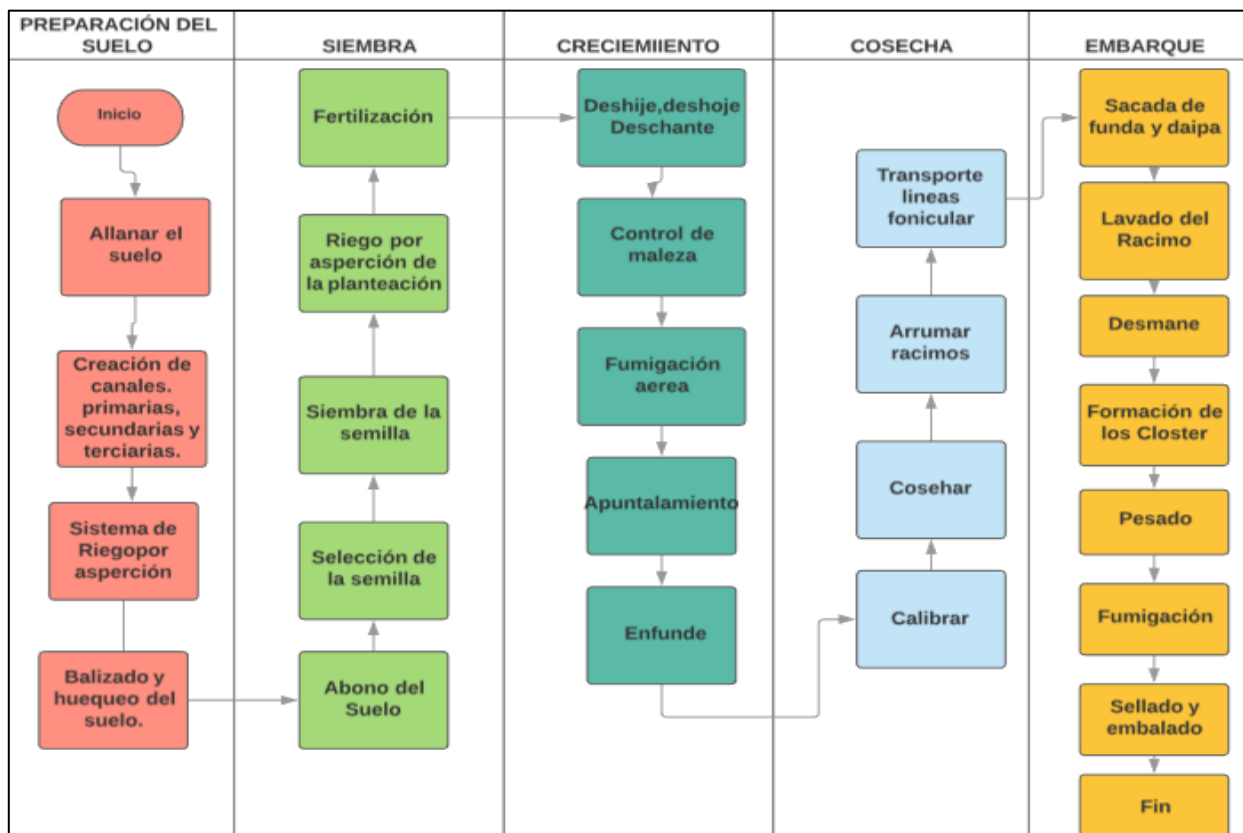 PREPARACIÓN DEL
SUELO
SIEMBRA
CRECIEMIIENTO
COSECHA
EMBARQUE
Inicio
Allanar el
suelo
Creación de
canales.
primarias,
secundarias y
terciarias.
Sistema de
Riegopor
asperción
Balizado y
huequeo del
suelo.
Fertilización
Riego por
asperción de
la planteación
Siembra de la
semilla
Selección de
la semilla
Abono del
Suelo
Deshije,deshoje
Deschante
Control de
maleza
Fumigación
aerea
Apuntalamiento
Enfunde
Transporte
lineas
fonicular
Arrumar
racimos
Cosehar
Calibrar
Sacada de
funda y daipa
Lavado del
Racimo
Desmane
Formación de
los Closter
Pesado
Fumigación
Sellado y
embalado
Fin